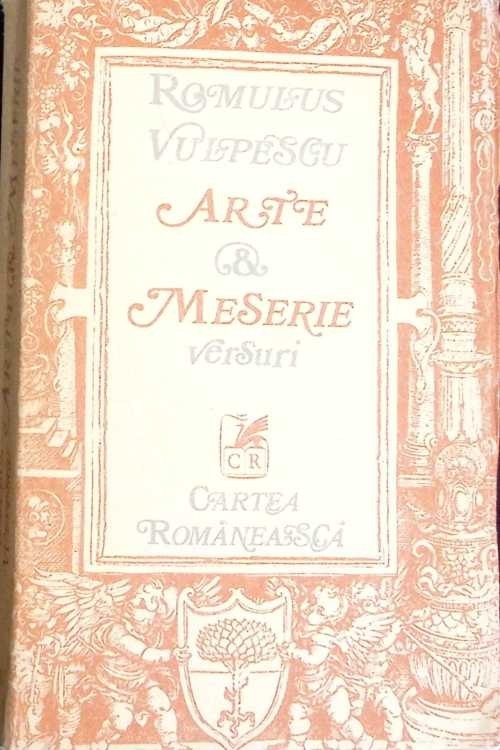 ROMULUS
VULPESCU
ARTE
&
MESERIE
versuri
CR
CARTEA
ROMÂNEASCĂ